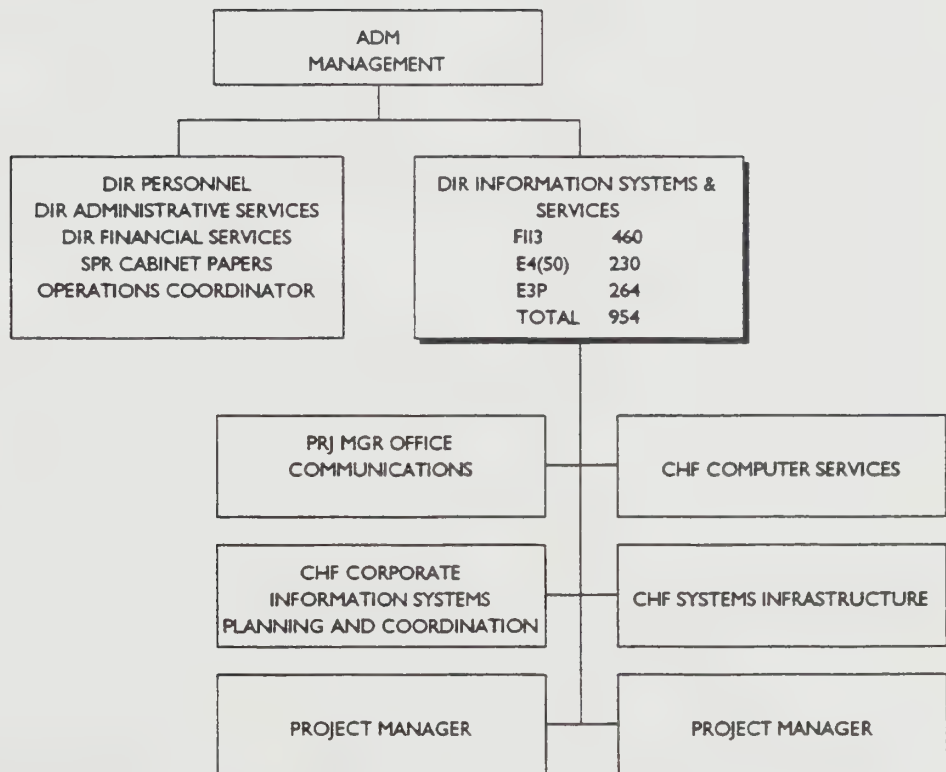 ADM
MANAGEMENT
DIR PERSONNEL
DIR ADMINISTRATIVE SERVICES
DIR FINANCIAL SERVICES
SPR CABINET PAPERS
OPERATIONS COORDINATOR
DIR INFORMATION SYSTEMS &
SERVICES
FII3 460
E4(50) 230
E3P 264
TOTAL 954
PRJ MGR OFFICE
COMMUNICATIONS
CHF COMPUTER SERVICES
CHF CORPORATE
INFORMATION SYSTEMS
PLANNING AND COORDINATION
CHF SYSTEMS INFRASTRUCTURE
PROJECT MANAGER
PROJECT MANAGER